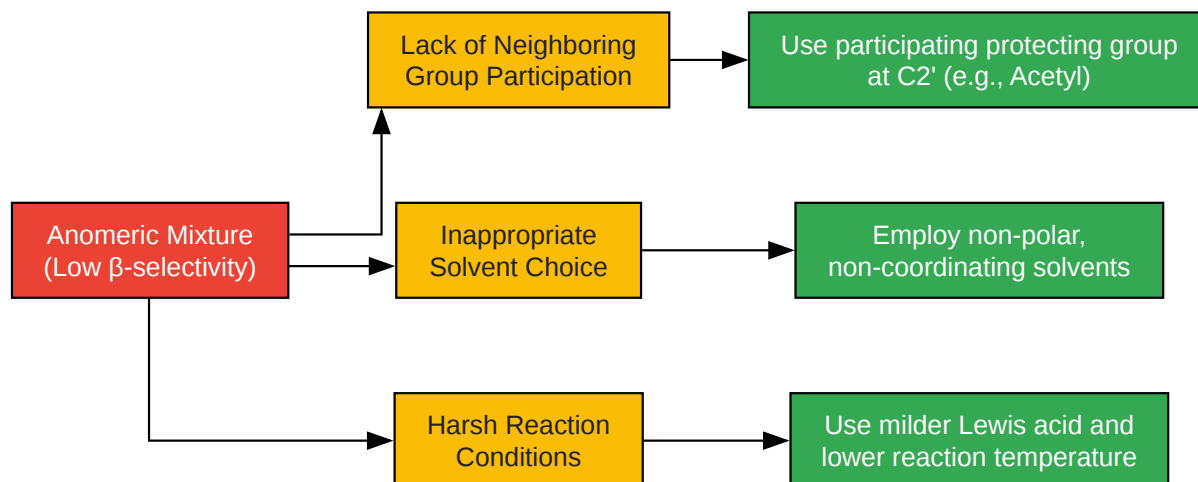 Lack of Neighboring
Group Participation
Use participating protecting group
at C2' (e.g., Acetyl)
Anomeric Mixture
(Low β-selectivity)
Inappropriate
Solvent Choice
Employ non-polar,
non-coordinating solvents
Harsh Reaction
Conditions
Use milder Lewis acid and
lower reaction temperature